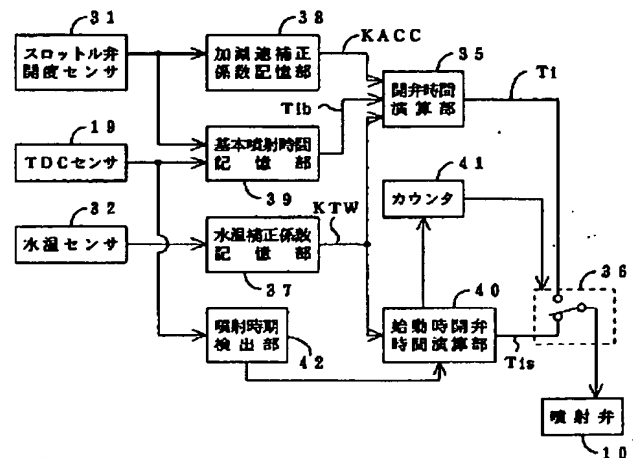 31
スロットル弁
開度センサ
38
加減速補正
係数記憶部
KACC
35
開弁時間
演算部
Ti
Tib
19
TDCセンサ
基本噴射時間
記憶部
39
41
カウンタ
32
水温センサ
水温補正係数
記憶部
37
KTW
36
40
始動時開弁
時間演算部
Tis
噴射時期
検出部
42
噴射弁
10